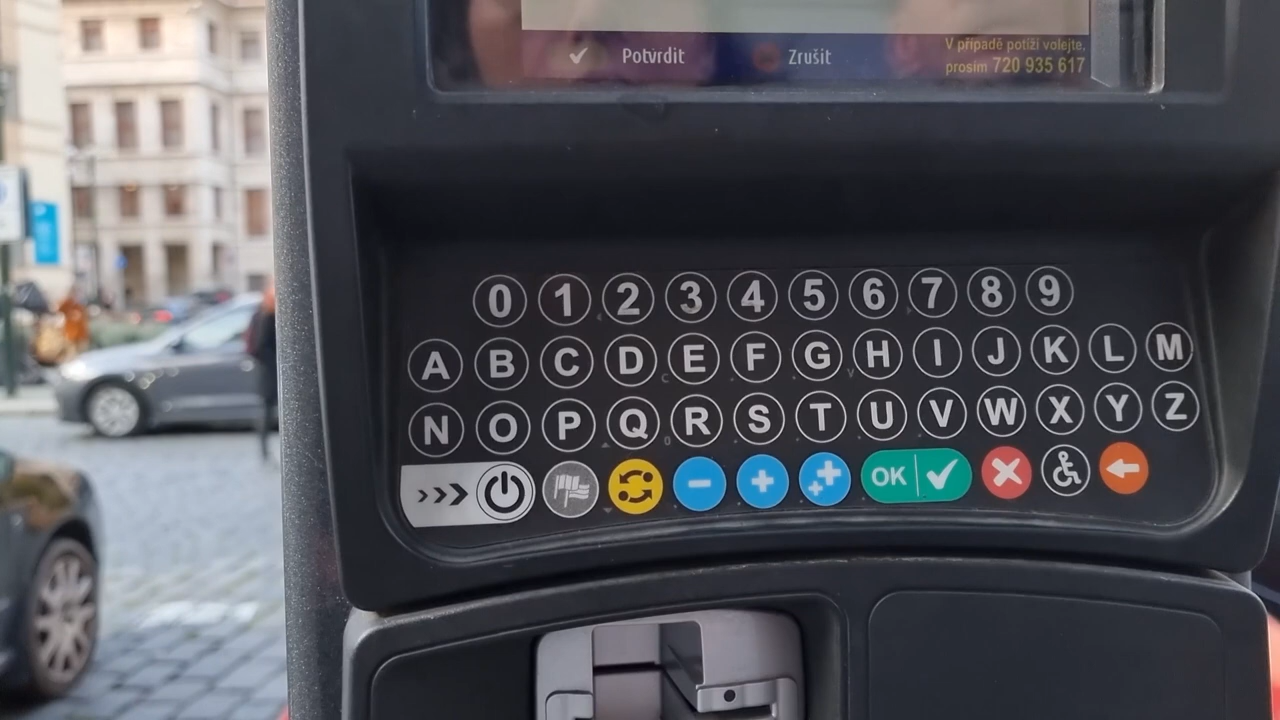 Potvrdit Zrušit
V případě potíží volejte,
prosím 720 935 617
0 1 2 3 4 5 6 7 8 9
A B C D E F G H I J K L M
N O P Q R S T U V W X Y Z
OK